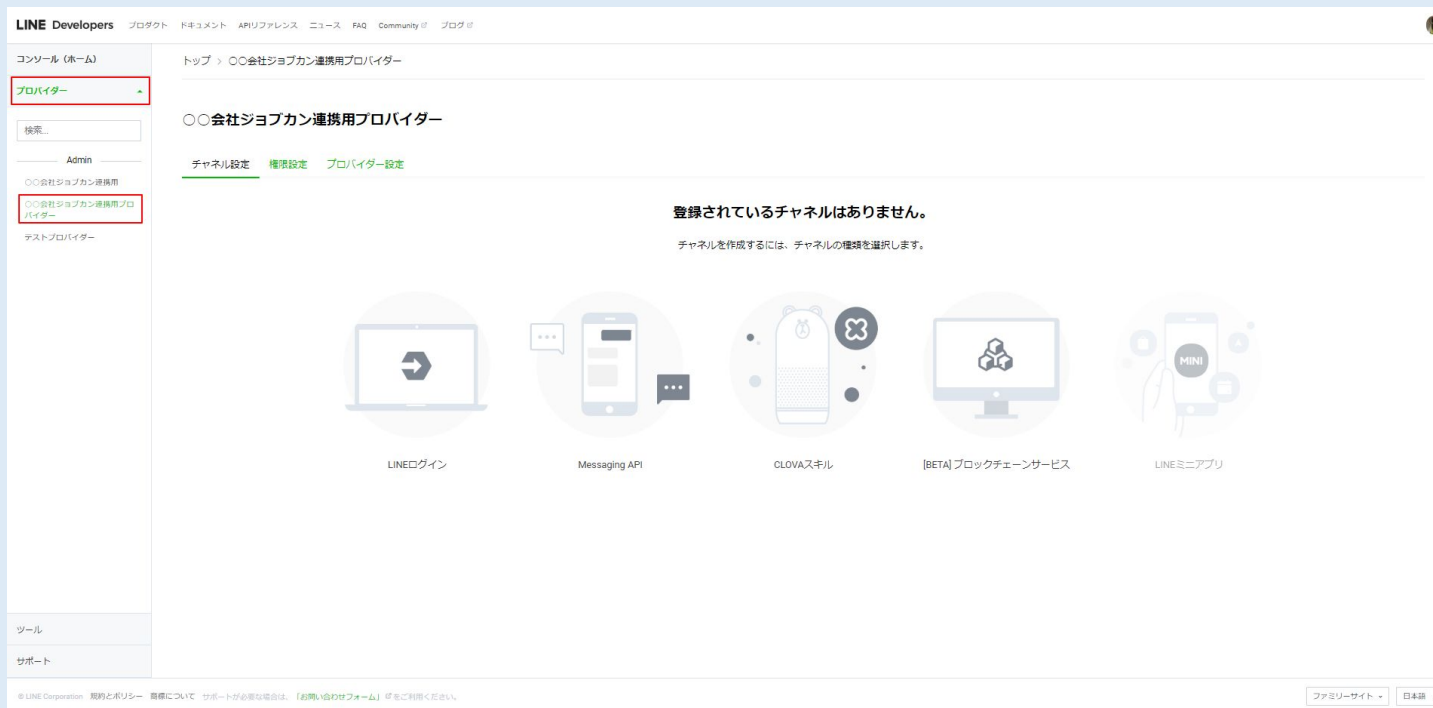 LINE Developers プロダクト ドキュメント APIリファレンス ニュース FAQ Community ブログ
コンソール（ホーム）
プロバイダー
検索...
Admin
○○会社ジョブカン連携用
○○会社ジョブカン連携用プロ
バイダー
テストプロバイダー
トップ > ○○会社ジョブカン連携用プロバイダー
○○会社ジョブカン連携用プロバイダー
チャネル設定 権限設定 プロバイダー設定
登録されているチャネルはありません。
チャネルを作成するには、チャネルの種類を選択します。
MINI
LINEログイン Messaging API CLOVAスキル [BETA] ブロックチェーンサービス LINEミニアプリ
ツール
サポート
© LINE Corporation 規約とポリシー 商標について サポートが必要な場合は、「お問い合わせフォーム」をご利用ください。
ファミリーサイト 日本語